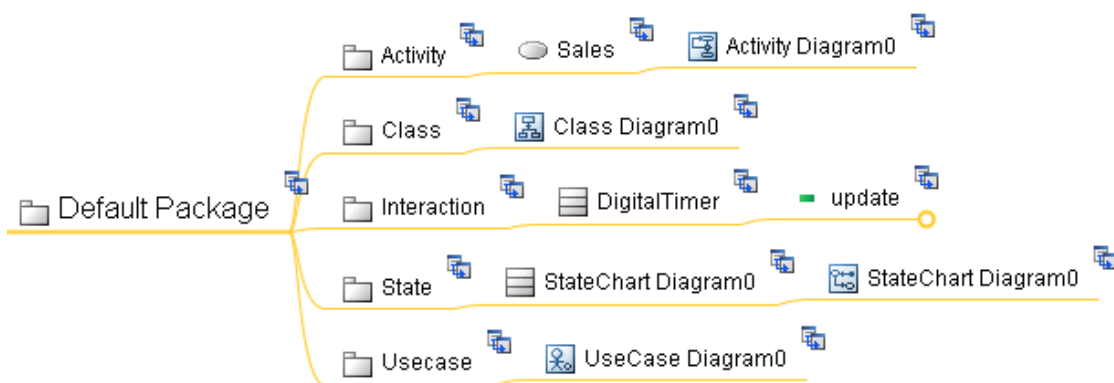 Activity
Sales
Activity Diagram0
Class
Class Diagram0
Default Package
Interaction
DigitalTimer
update
State
StateChart Diagram0
StateChart Diagram0
Usecase
UseCase Diagram0